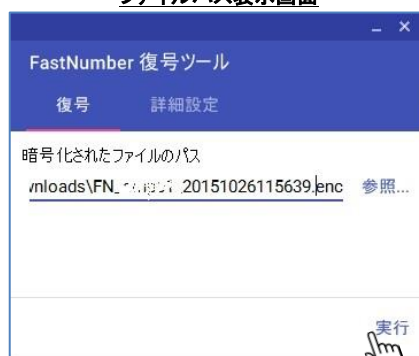 ファイルパス表示画面
FastNumber 復号ツール
復号 詳細設定
暗号化されたファイルのパス
vnloads\FN_ 20151026115639.enc 参照...
実行